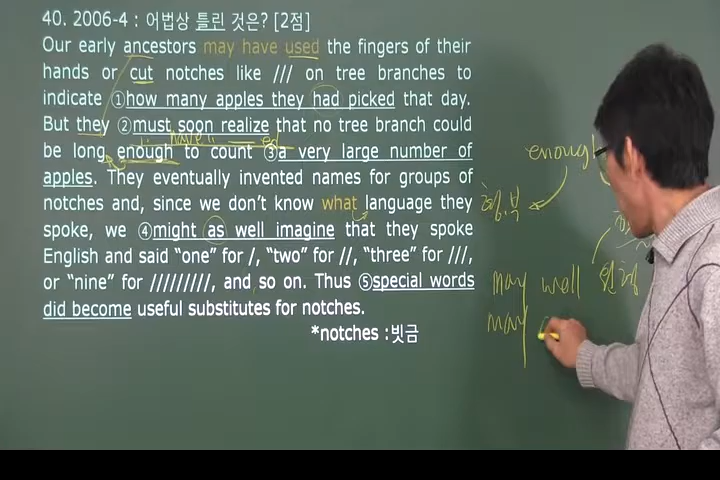 40. 2006-4 : 어법상 틀린 것은? [2점]
Our early ancestors may have used the fingers of their
hands or cut notches like /// on tree branches to
indicate ①how many apples they had picked that day.
But they ②must soon realize that no tree branch could
have ed
be long enough to count ③a very large number of
apples. They eventually invented names for groups of
notches and, since we don't know what language they
spoke, we ④might as well imagine that they spoke
English and said "one" for /, "two" for //, "three" for ///,
or "nine" for /////////, and so on. Thus ⑤special words
did become useful substitutes for notches.
*notches :빗금
enough
may well
may